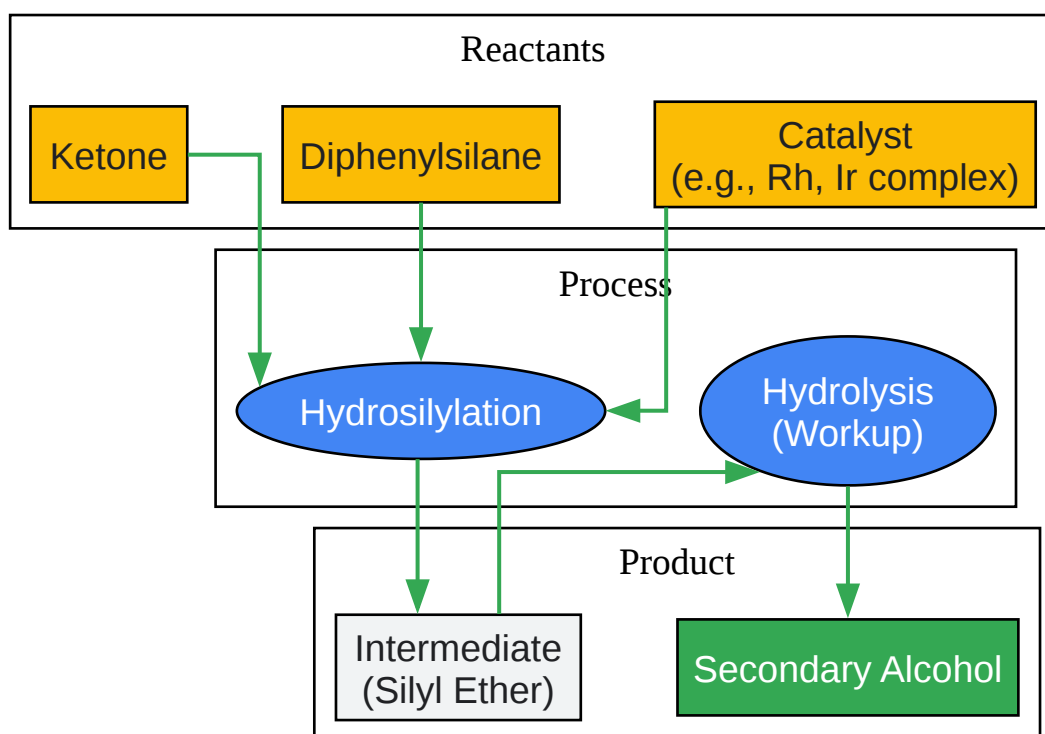 Reactants
Ketone
Diphenylsilane
Catalyst
(e.g., Rh, Ir complex)
Process
Hydrosilylation
Hydrolysis
(Workup)
Product
Intermediate
(Silyl Ether)
Secondary Alcohol